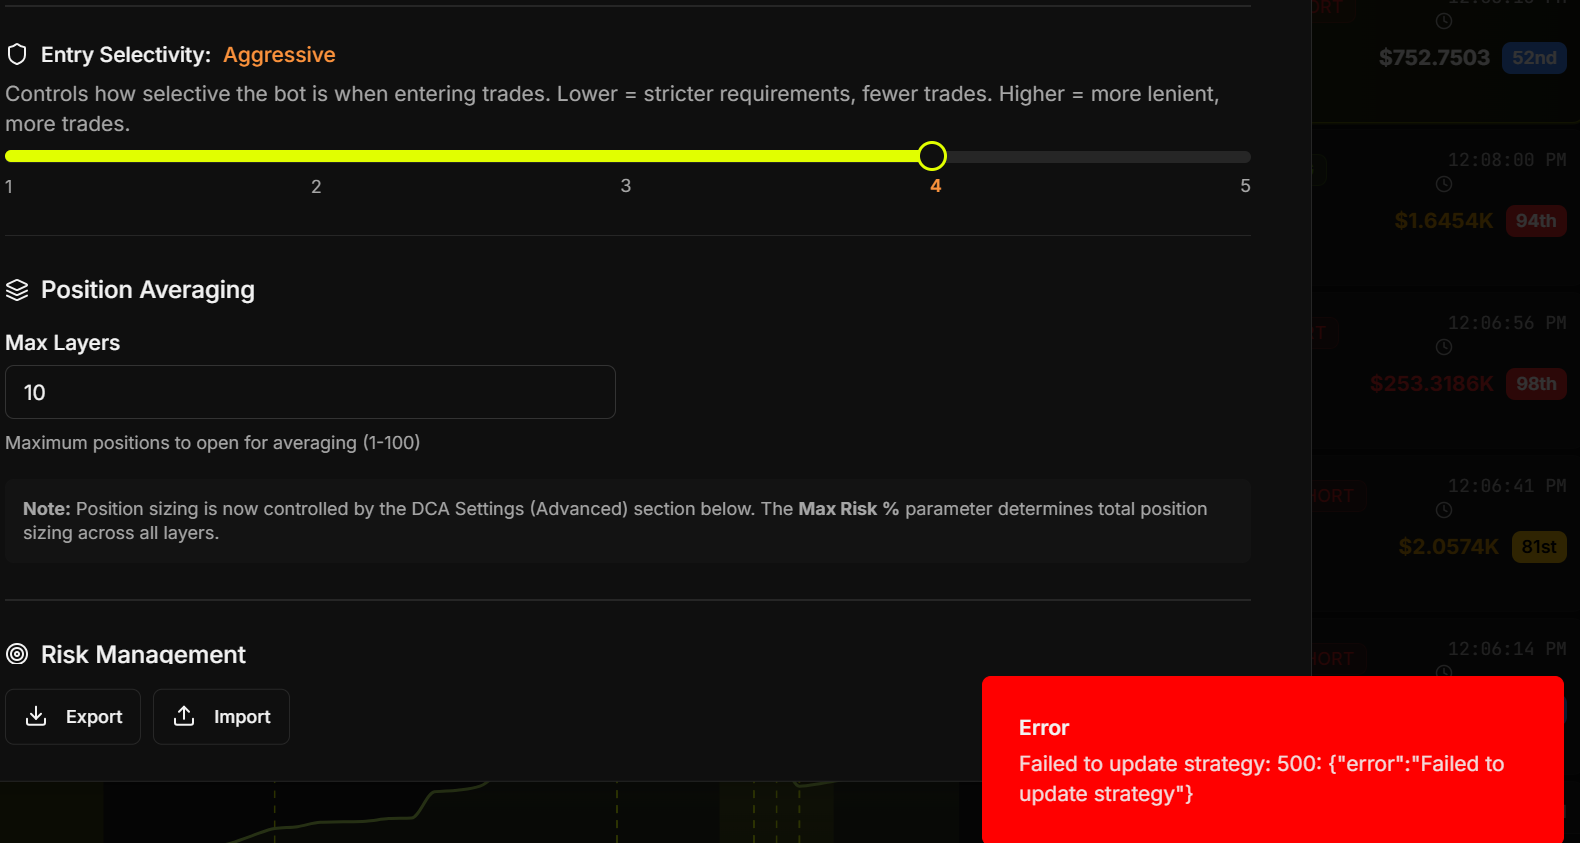 Entry Selectivity: Aggressive
Controls how selective the bot is when entering trades. Lower = stricter requirements, fewer trades. Higher = more lenient,
more trades.
1 2 3 4 5
Position Averaging
Max Layers
10
Maximum positions to open for averaging (1-100)
Note: Position sizing is now controlled by the DCA Settings (Advanced) section below. The Max Risk % parameter determines total position
sizing across all layers.
Risk Management
Export Import
$752.7503 52nd
12:08:00 PM
$1.6454K 94th
12:06:56 PM
$253.3186K 98th
12:06:41 PM
$2.0574K 81st
12:06:14 PM
Error
Failed to update strategy: 500: {"error":"Failed to
update strategy"}